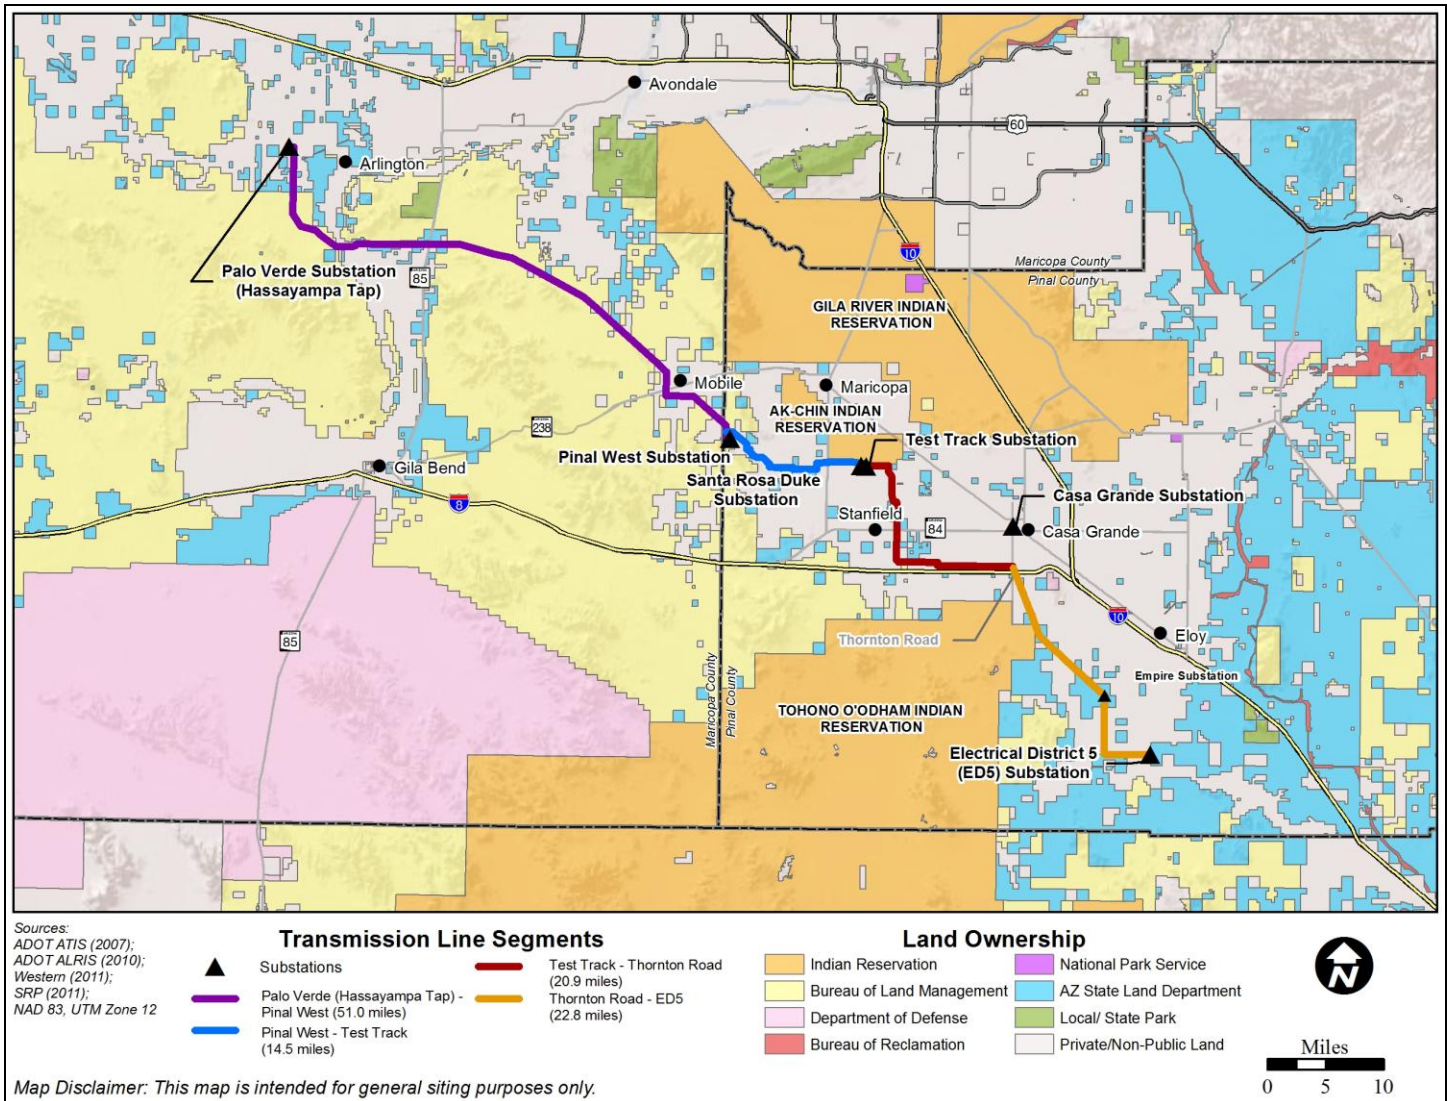 Avondale
60
Arlington
10
Maricopa County
Pinal County
Palo Verde Substation
(Hassayampa Tap)
85
GILA RIVER INDIAN
RESERVATION
Mobile
Maricopa
AK-CHIN INDIAN
RESERVATION
238
Test Track Substation
Pinal West Substation
Gila Bend
Santa Rosa Duke
Substation
Casa Grande Substation
8
Stanfield
84
Casa Grande
10
85
Thornton Road
Eloy
Empire Substation
Maricopa County
Pinal County
TOHONO O'ODHAM INDIAN
RESERVATION
Electrical District 5
(ED5) Substation
Sources:
ADOT ATIS (2007);
ADOT ALRIS (2010);
Western (2011);
SRP (2011);
NAD 83, UTM Zone 12
Transmission Line Segments
Substations
Palo Verde (Hassayampa Tap) -
Pinal West (51.0 miles)
Pinal West - Test Track
(14.5 miles)
Test Track - Thornton Road
(20.9 miles)
Thornton Road - ED5
(22.8 miles)
Land Ownership
Indian Reservation
Bureau of Land Management
Department of Defense
Bureau of Reclamation
National Park Service
AZ State Land Department
Local/ State Park
Private/Non-Public Land
N
Miles
0 5 10
Map Disclaimer: This map is intended for general siting purposes only.